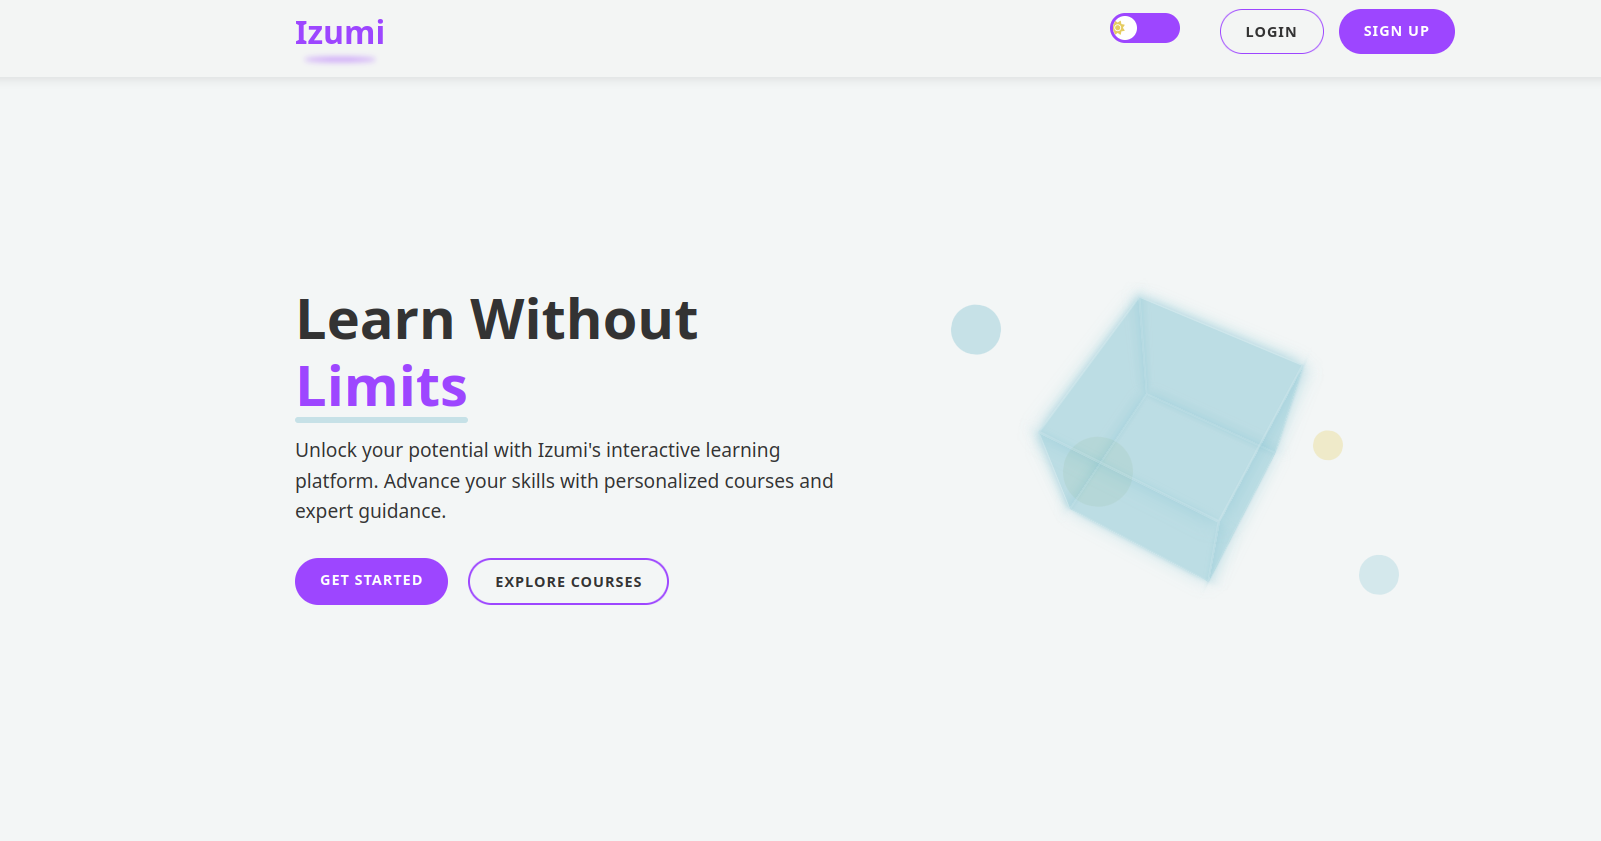 Izumi
LOGIN
SIGN UP
Learn Without
Limits
Unlock your potential with Izumi's interactive learning
platform. Advance your skills with personalized courses and
expert guidance.
GET STARTED
EXPLORE COURSES